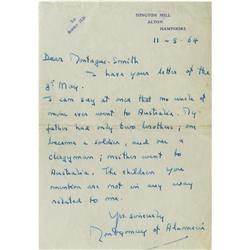 ISINGTON MILL
ALTON
HAMPSHIRE
11-5-64
Dear Montague-Smith
I have your letter of the
8th May.
I can say at once that no uncle of
mine ever went to Australia. My
father had only two brothers; one
became a soldier, and one a
clergyman; neither went to
Australia. The children you
mention are not in any way
related to me.
Yrs. sincerely
Montgomery of Alamein